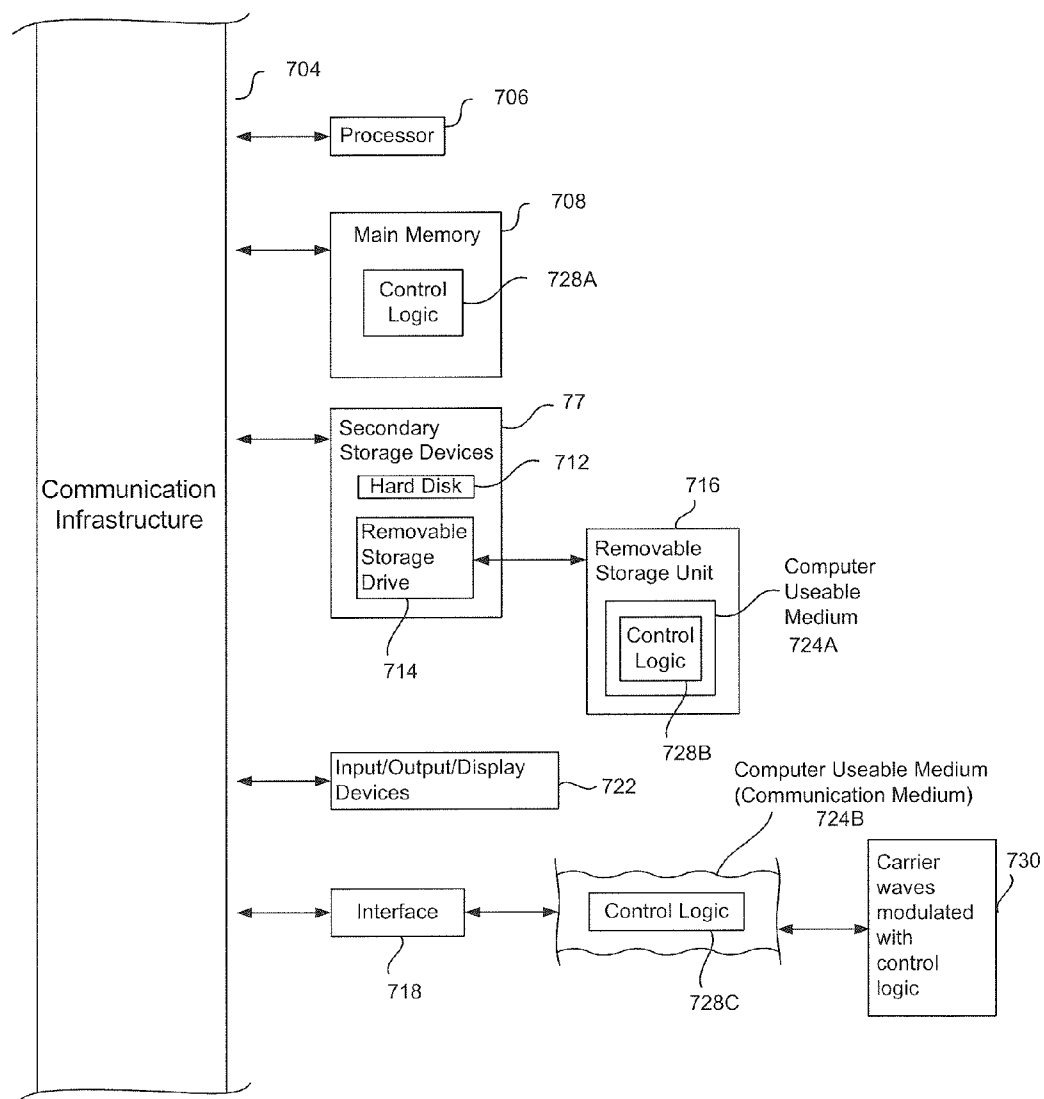 704
706
Processor
708
Main Memory
728A
Control
Logic
77
Secondary
Storage Devices
712
Hard Disk
Communication
Infrastructure
716
Removable
Storage
Drive
Removable
Storage Unit
Computer
Useable
Medium
724A
Control
Logic
714
728B
Input/Output/Display
Devices
722
Computer Useable Medium
(Communication Medium)
724B
730
Carrier
waves
modulated
with
control
logic
Interface
Control Logic
718
728C